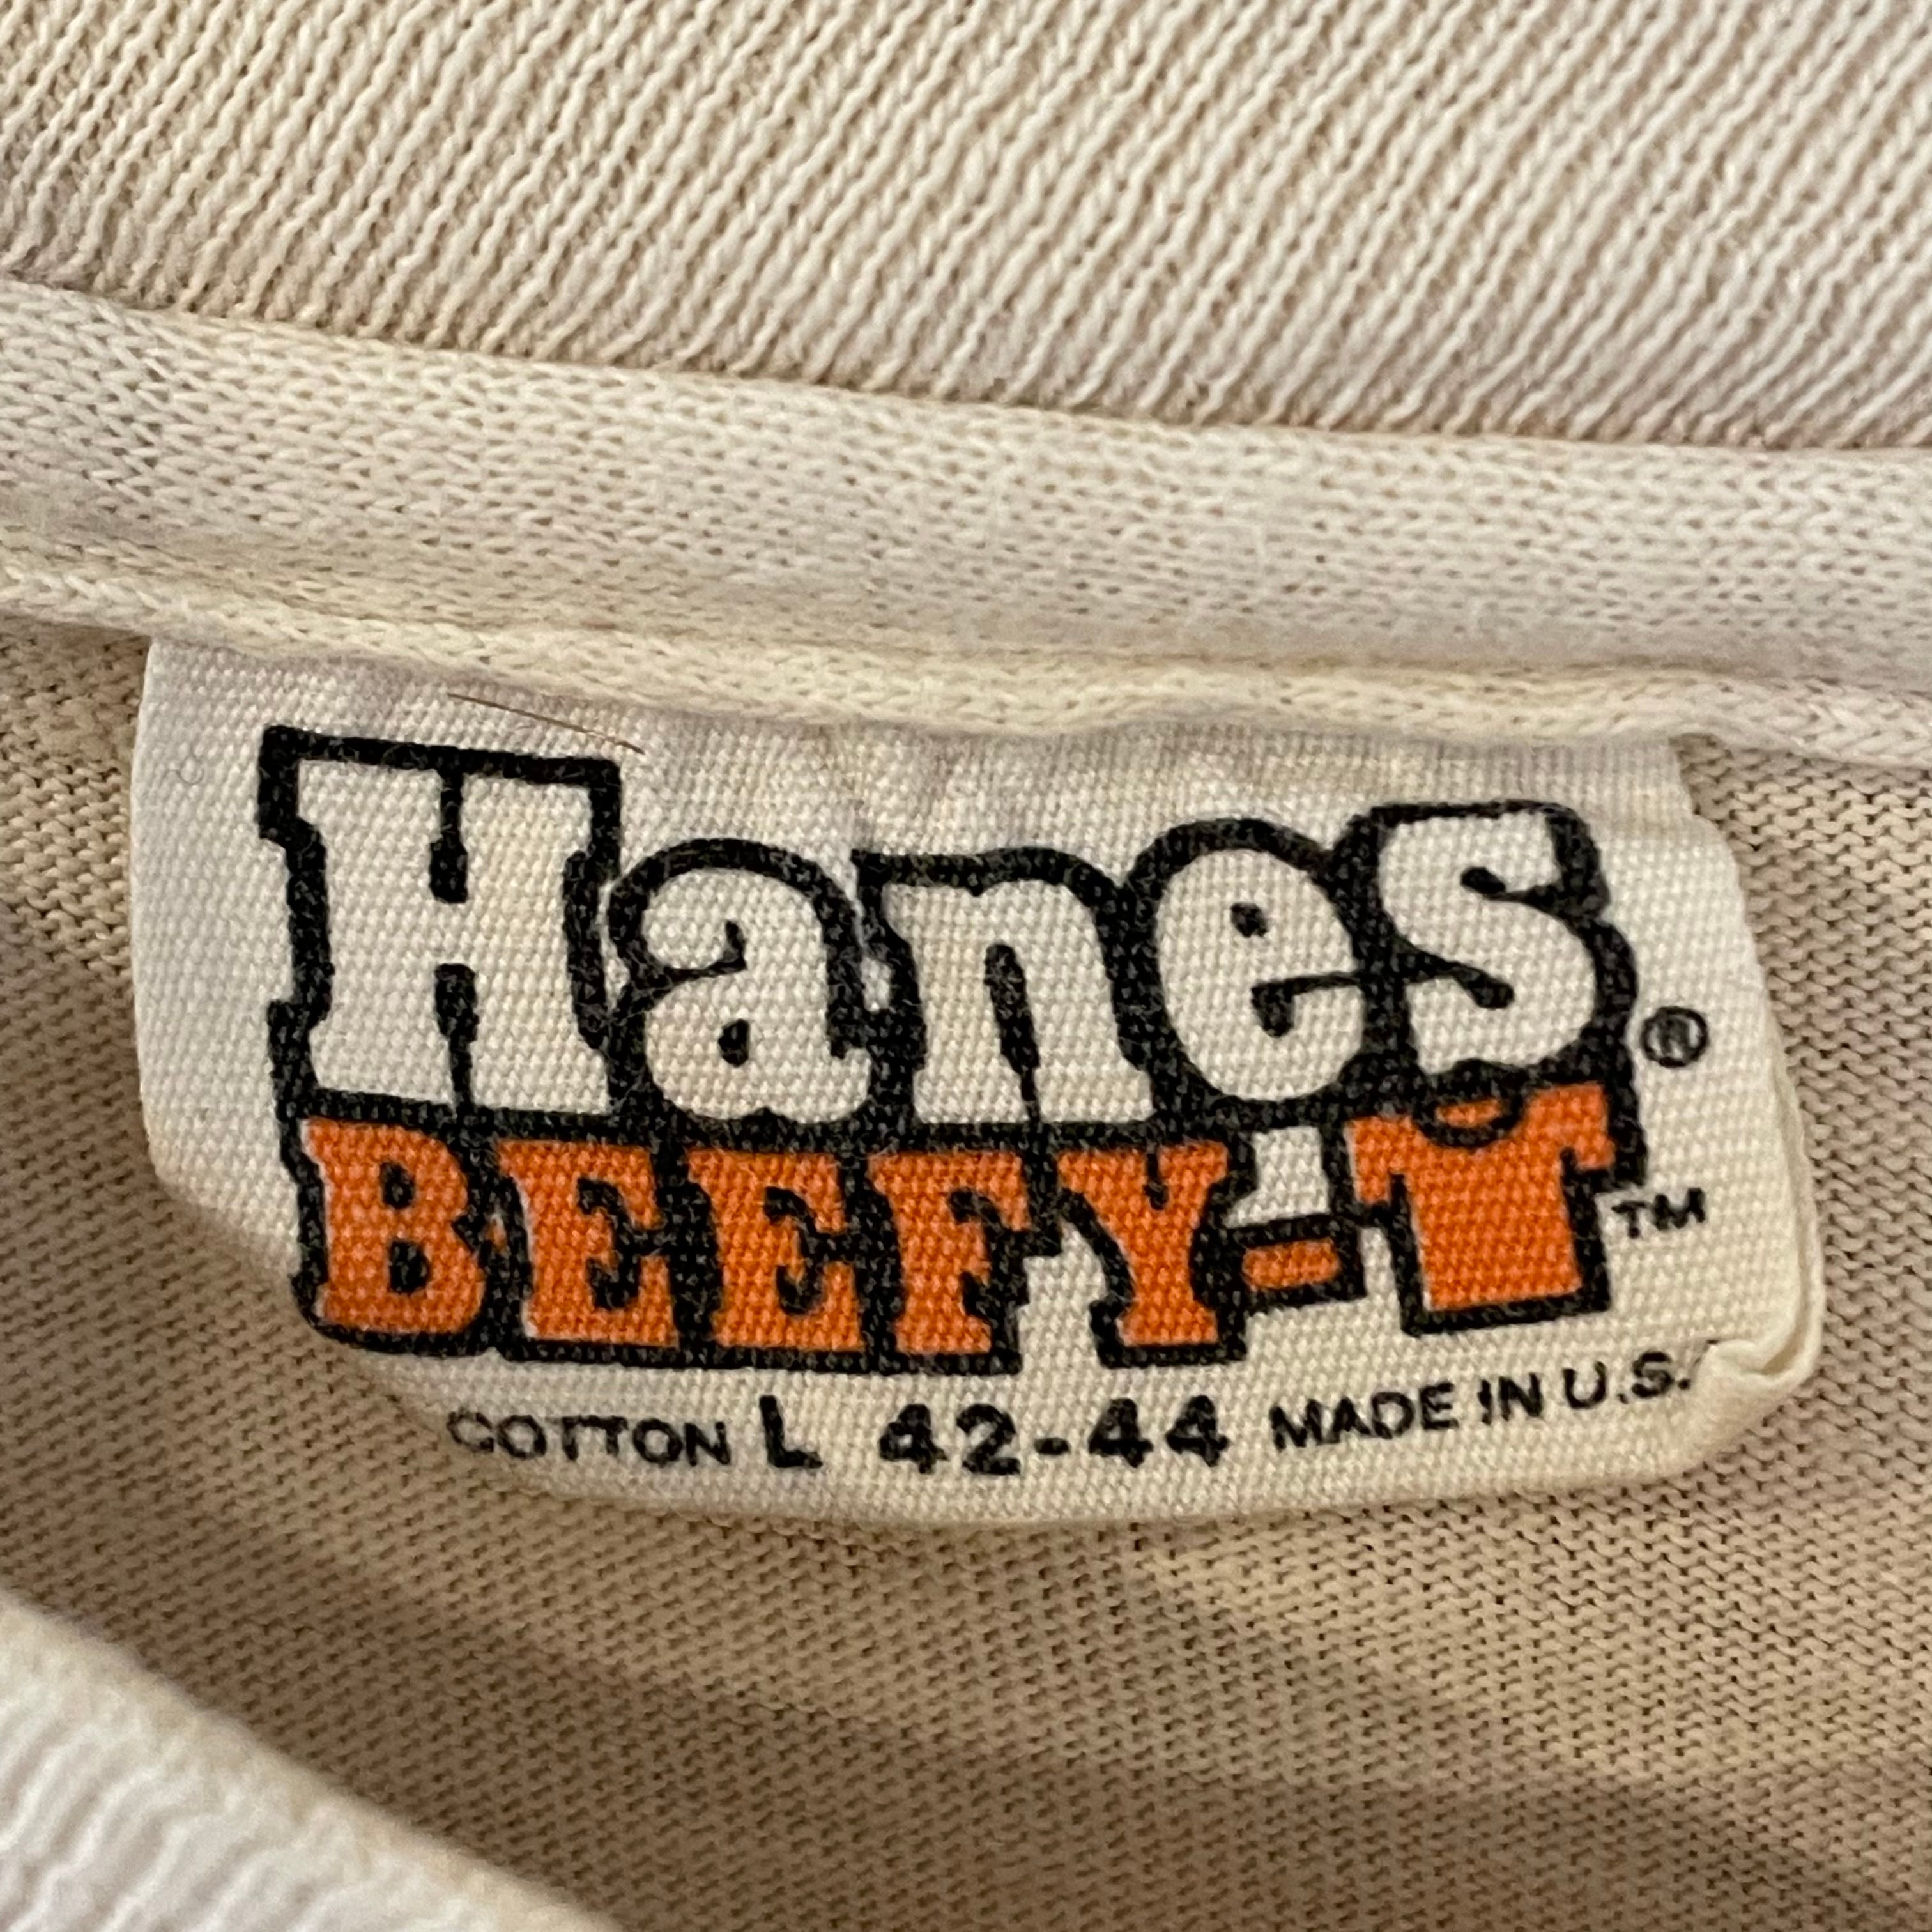 Hanes®
BEEFY-T™
COTTON L 42-44 MADE IN U.S.